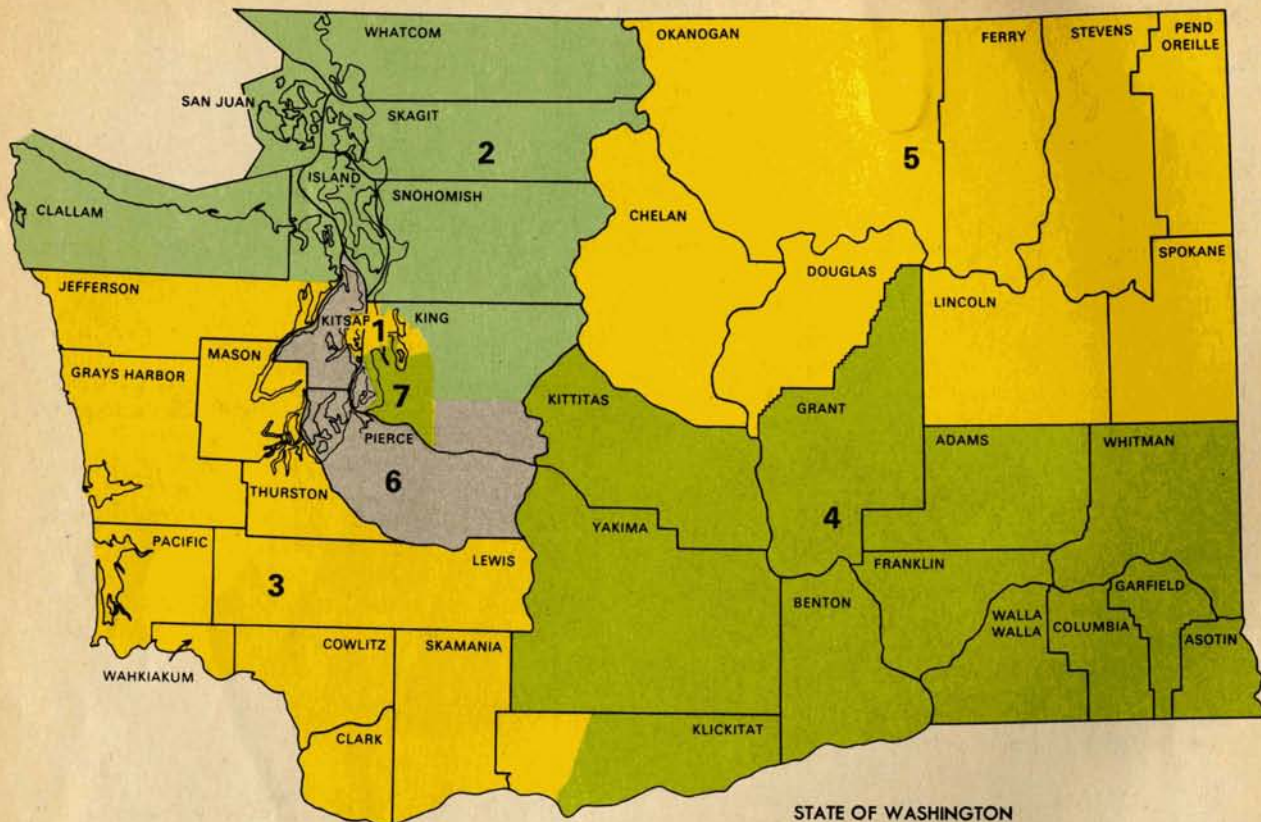 WHATCOM
OKANOGAN
FERRY
STEVENS
PEND
OREILLE
SAN JUAN
SKAGIT
2
5
ISLAND
SNOHOMISH
CLALLAM
CHELAN
DOUGLAS
SPOKANE
JEFFERSON
LINCOLN
KITSAP
1
KING
MASON
GRAYS HARBOR
7
KITTITAS
GRANT
PIERCE
ADAMS
WHITMAN
6
THURSTON
4
YAKIMA
PACIFIC
LEWIS
FRANKLIN
3
GARFIELD
BENTON
WALLA
WALLA
COLUMBIA
ASOTIN
COWLITZ
SKAMANIA
WAHKIAKUM
KLICKITAT
CLARK
STATE OF WASHINGTON